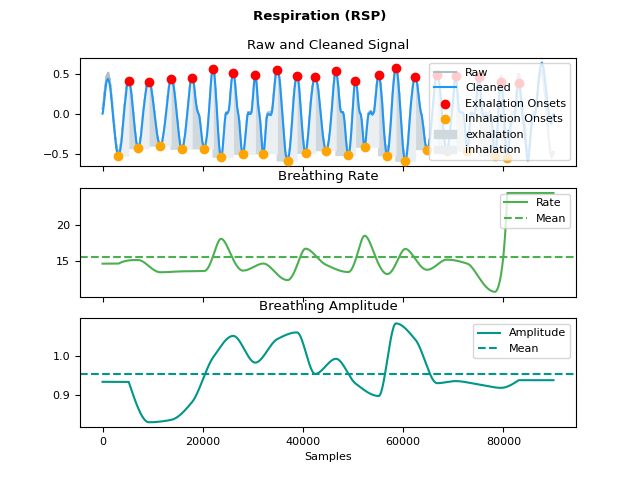 Respiration (RSP)
Raw and Cleaned Signal
0.5
0.0
−0.5
Raw
Cleaned
Exhalation Onsets
Inhalation Onsets
exhalation
inhalation
Breathing Rate
20
15
Rate
Mean
Breathing Amplitude
1.0
0.9
Amplitude
Mean
0 20000 40000 60000 80000
Samples